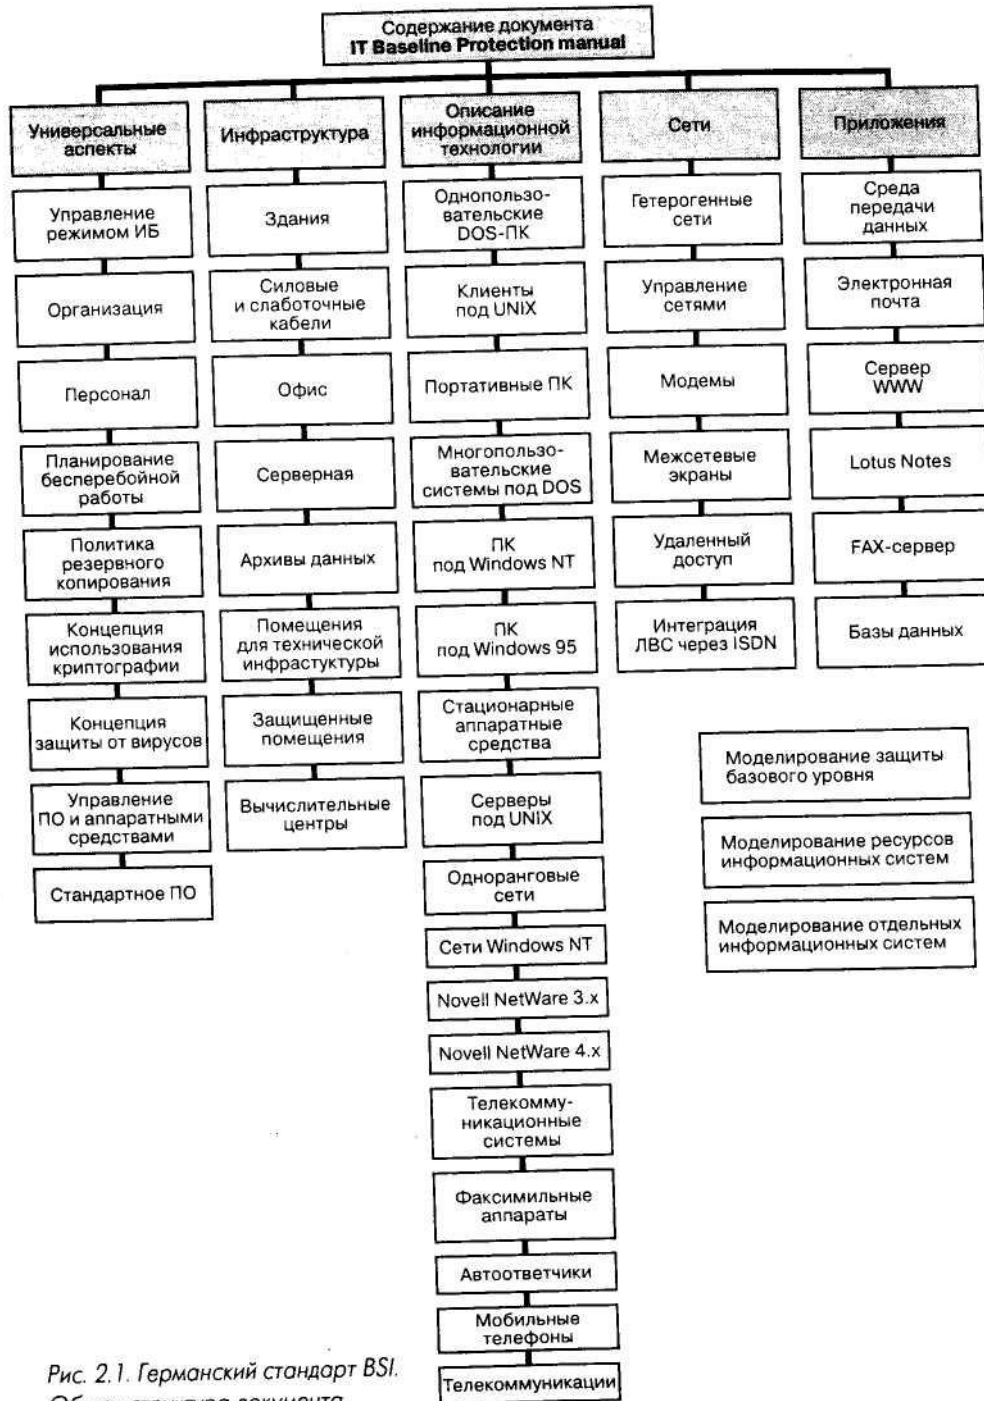 Содержание документа
IT Baseline Protection manual
Универсальные
аспекты
Управление
режимом ИБ
Организация
Персонал
Планирование
бесперебойной
работы
Политика
резервного
копирования
Концепция
использования
криптографии
Концепция
защиты от вирусов
Управление
ПО и аппаратными
средствами
Стандартное ПО
Инфраструктура
Здания
Силовые
и слаботочные
кабели
Офис
Серверная
Архивы данных
Помещения
для технической
инфрастуктуры
Защищенные
помещения
Вычислительные
центры
Описание
информационной
технологии
Однопользо-
вательские
DOS-ПК
Клиенты
под UNIX
Портативные ПК
Многопользо-
вательские
системы под DOS
ПК
под Windows NT
ПК
под Windows 95
Стационарные
аппаратные
средства
Серверы
под UNIX
Одноранговые
сети
Сети Windows NT
Novell NetWare 3.x
Novell NetWare 4.x
Телекомму-
никационные
системы
Факсимильные
аппараты
Автоответчики
Мобильные
телефоны
Телекоммуникации
Сети
Гетерогенные
сети
Управление
сетями
Модемы
Межсетевые
экраны
Удаленный
доступ
Интеграция
ЛВС через ISDN
Приложения
Среда
передачи
данных
Электронная
почта
Сервер
WWW
Lotus Notes
FAX-сервер
Базы данных
Моделирование защиты
базового уровня
Моделирование ресурсов
информационных систем
Моделирование отдельных
информационных систем
Рис. 2.1. Германский стандарт BSI.